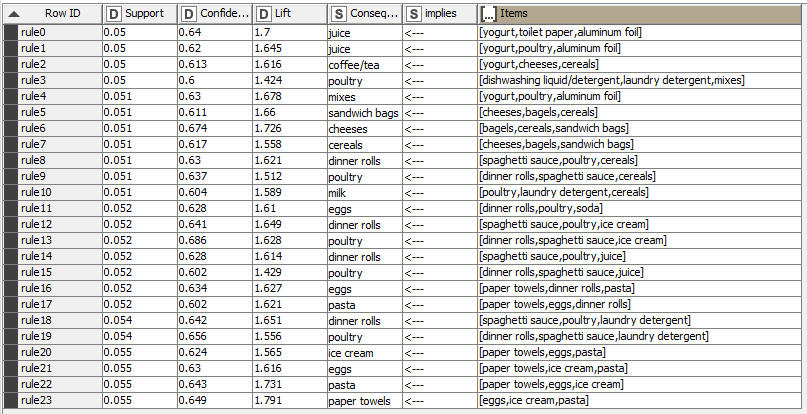 Row ID D Support D Confide... D Lift S Conseq... S implies [...] Items
rule0 0.05 0.64 1.7 juice <--- [yogurt,toilet paper,aluminum foil]
rule1 0.05 0.62 1.645 juice <--- [yogurt,poultry,aluminum foil]
rule2 0.05 0.613 1.616 coffee/tea <--- [yogurt,cheeses,cereals]
rule3 0.05 0.6 1.424 poultry <--- [dishwashing liquid/detergent,laundry detergent,mixes]
rule4 0.051 0.63 1.678 mixes <--- [yogurt,poultry,aluminum foil]
rule5 0.051 0.611 1.66 sandwich bags <--- [cheeses,bagels,cereals]
rule6 0.051 0.674 1.726 cheeses <--- [bagels,cereals,sandwich bags]
rule7 0.051 0.617 1.558 cereals <--- [cheeses,bagels,sandwich bags]
rule8 0.051 0.63 1.621 dinner rolls <--- [spaghetti sauce,poultry,cereals]
rule9 0.051 0.637 1.512 poultry <--- [dinner rolls,spaghetti sauce,cereals]
rule10 0.051 0.604 1.589 milk <--- [poultry,laundry detergent,cereals]
rule11 0.052 0.628 1.61 eggs <--- [dinner rolls,poultry,soda]
rule12 0.052 0.641 1.649 dinner rolls <--- [spaghetti sauce,poultry,ice cream]
rule13 0.052 0.686 1.628 poultry <--- [dinner rolls,spaghetti sauce,ice cream]
rule14 0.052 0.628 1.614 dinner rolls <--- [spaghetti sauce,poultry,juice]
rule15 0.052 0.602 1.429 poultry <--- [dinner rolls,spaghetti sauce,juice]
rule16 0.052 0.634 1.627 eggs <--- [paper towels,dinner rolls,pasta]
rule17 0.052 0.602 1.621 pasta <--- [paper towels,eggs,dinner rolls]
rule18 0.054 0.642 1.651 dinner rolls <--- [spaghetti sauce,poultry,laundry detergent]
rule19 0.054 0.656 1.556 poultry <--- [dinner rolls,spaghetti sauce,laundry detergent]
rule20 0.055 0.624 1.565 ice cream <--- [paper towels,eggs,pasta]
rule21 0.055 0.63 1.616 eggs <--- [paper towels,ice cream,pasta]
rule22 0.055 0.643 1.731 pasta <--- [paper towels,eggs,ice cream]
rule23 0.055 0.649 1.791 paper towels <--- [eggs,ice cream,pasta]